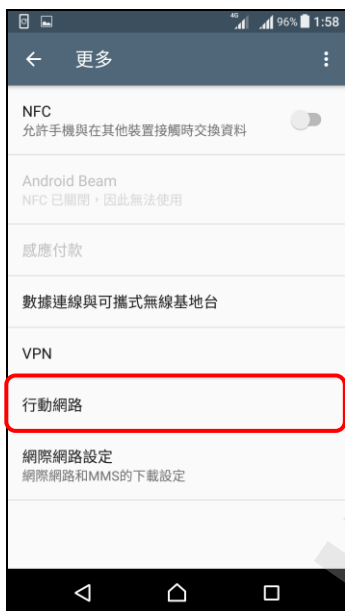 4G 96% 1:58
更多
NFC
允許手機與在其他裝置接觸時交換資料
Android Beam
NFC 已關閉，因此無法使用
感應付款
數據連線與可攜式無線基地台
VPN
行動網路
網際網路設定
網際網路和MMS的下載設定